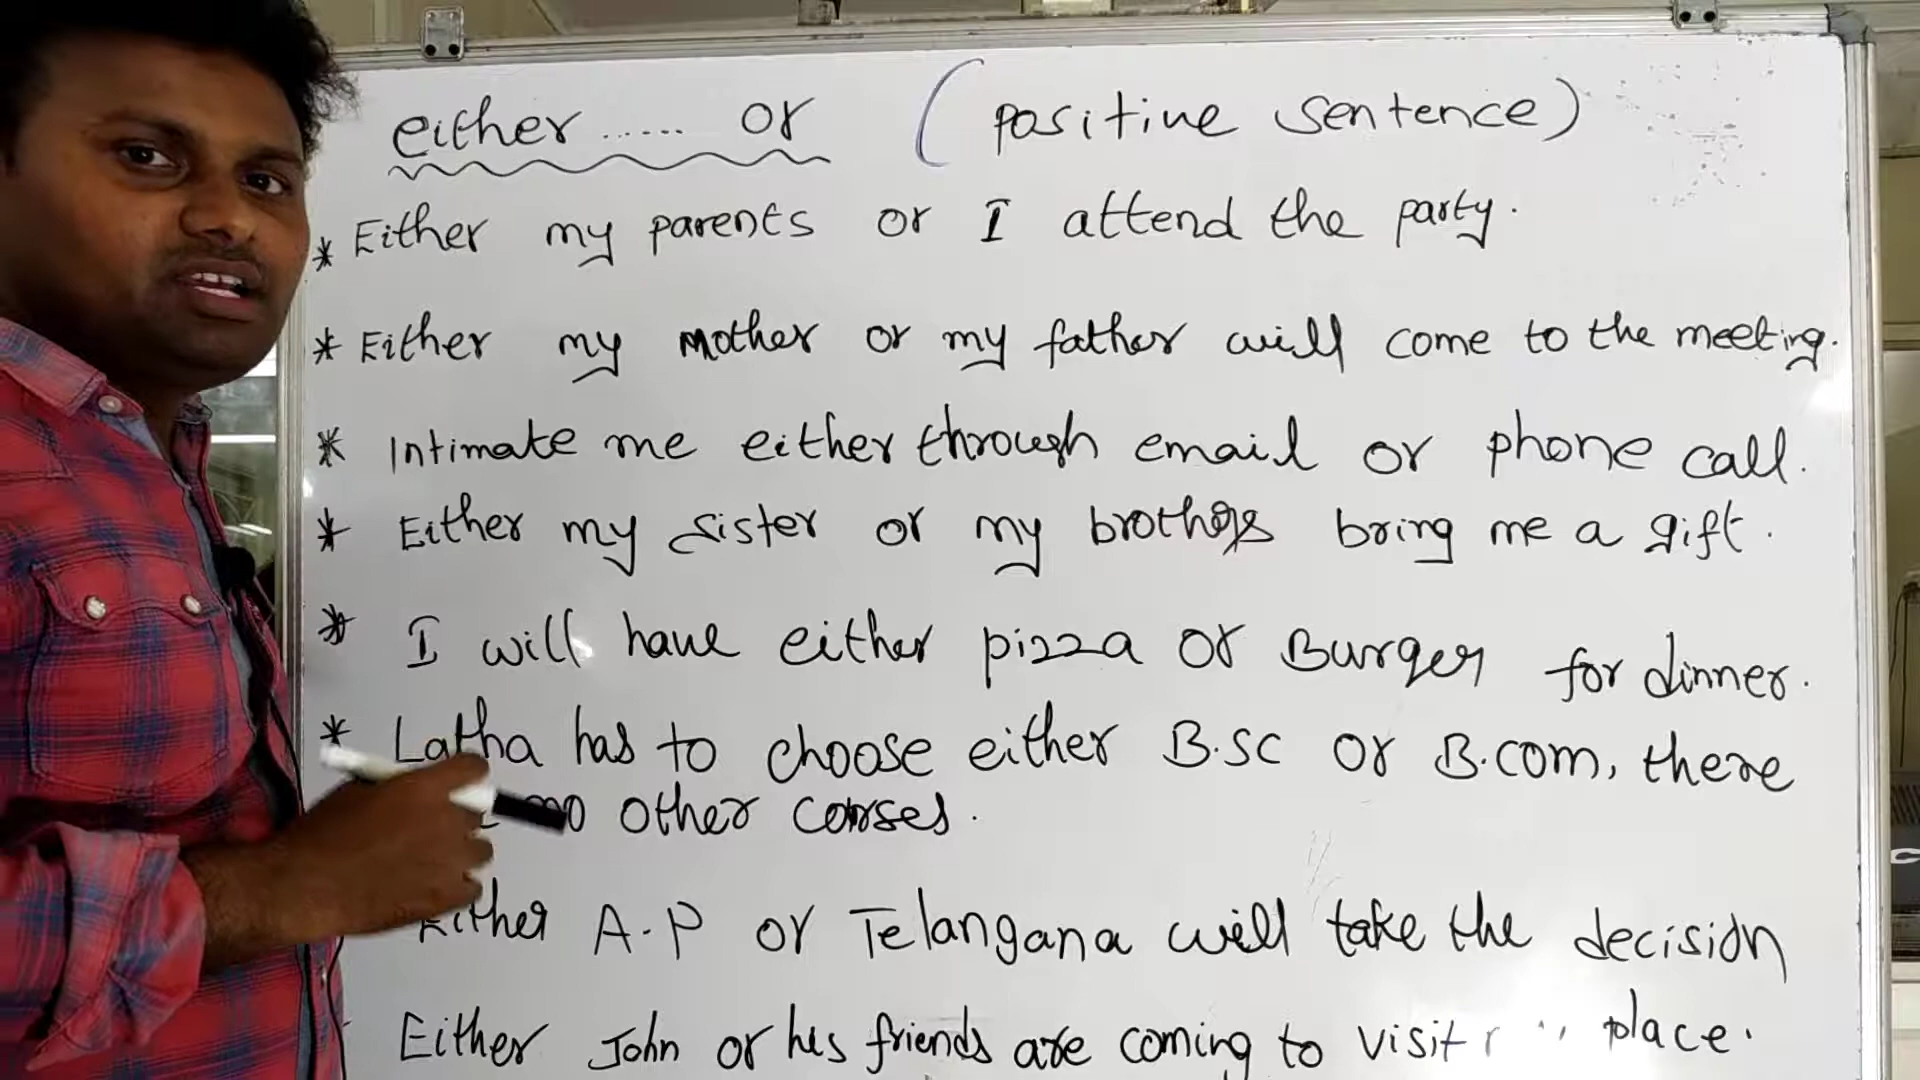 either ...... or ( positive sentence )
* Either my parents or I attend the party.
* Either my mother or my father will come to the meeting.
* Intimate me either through email or phone call.
* Either my sister or my brothers bring me a gift.
* I will have either pizza or Burger for dinner.
* Latha has to choose either B.sc or B.com, there
no other corses.
Either A.P or Telangana will take the decision
Either John or his friends are coming to visit place.